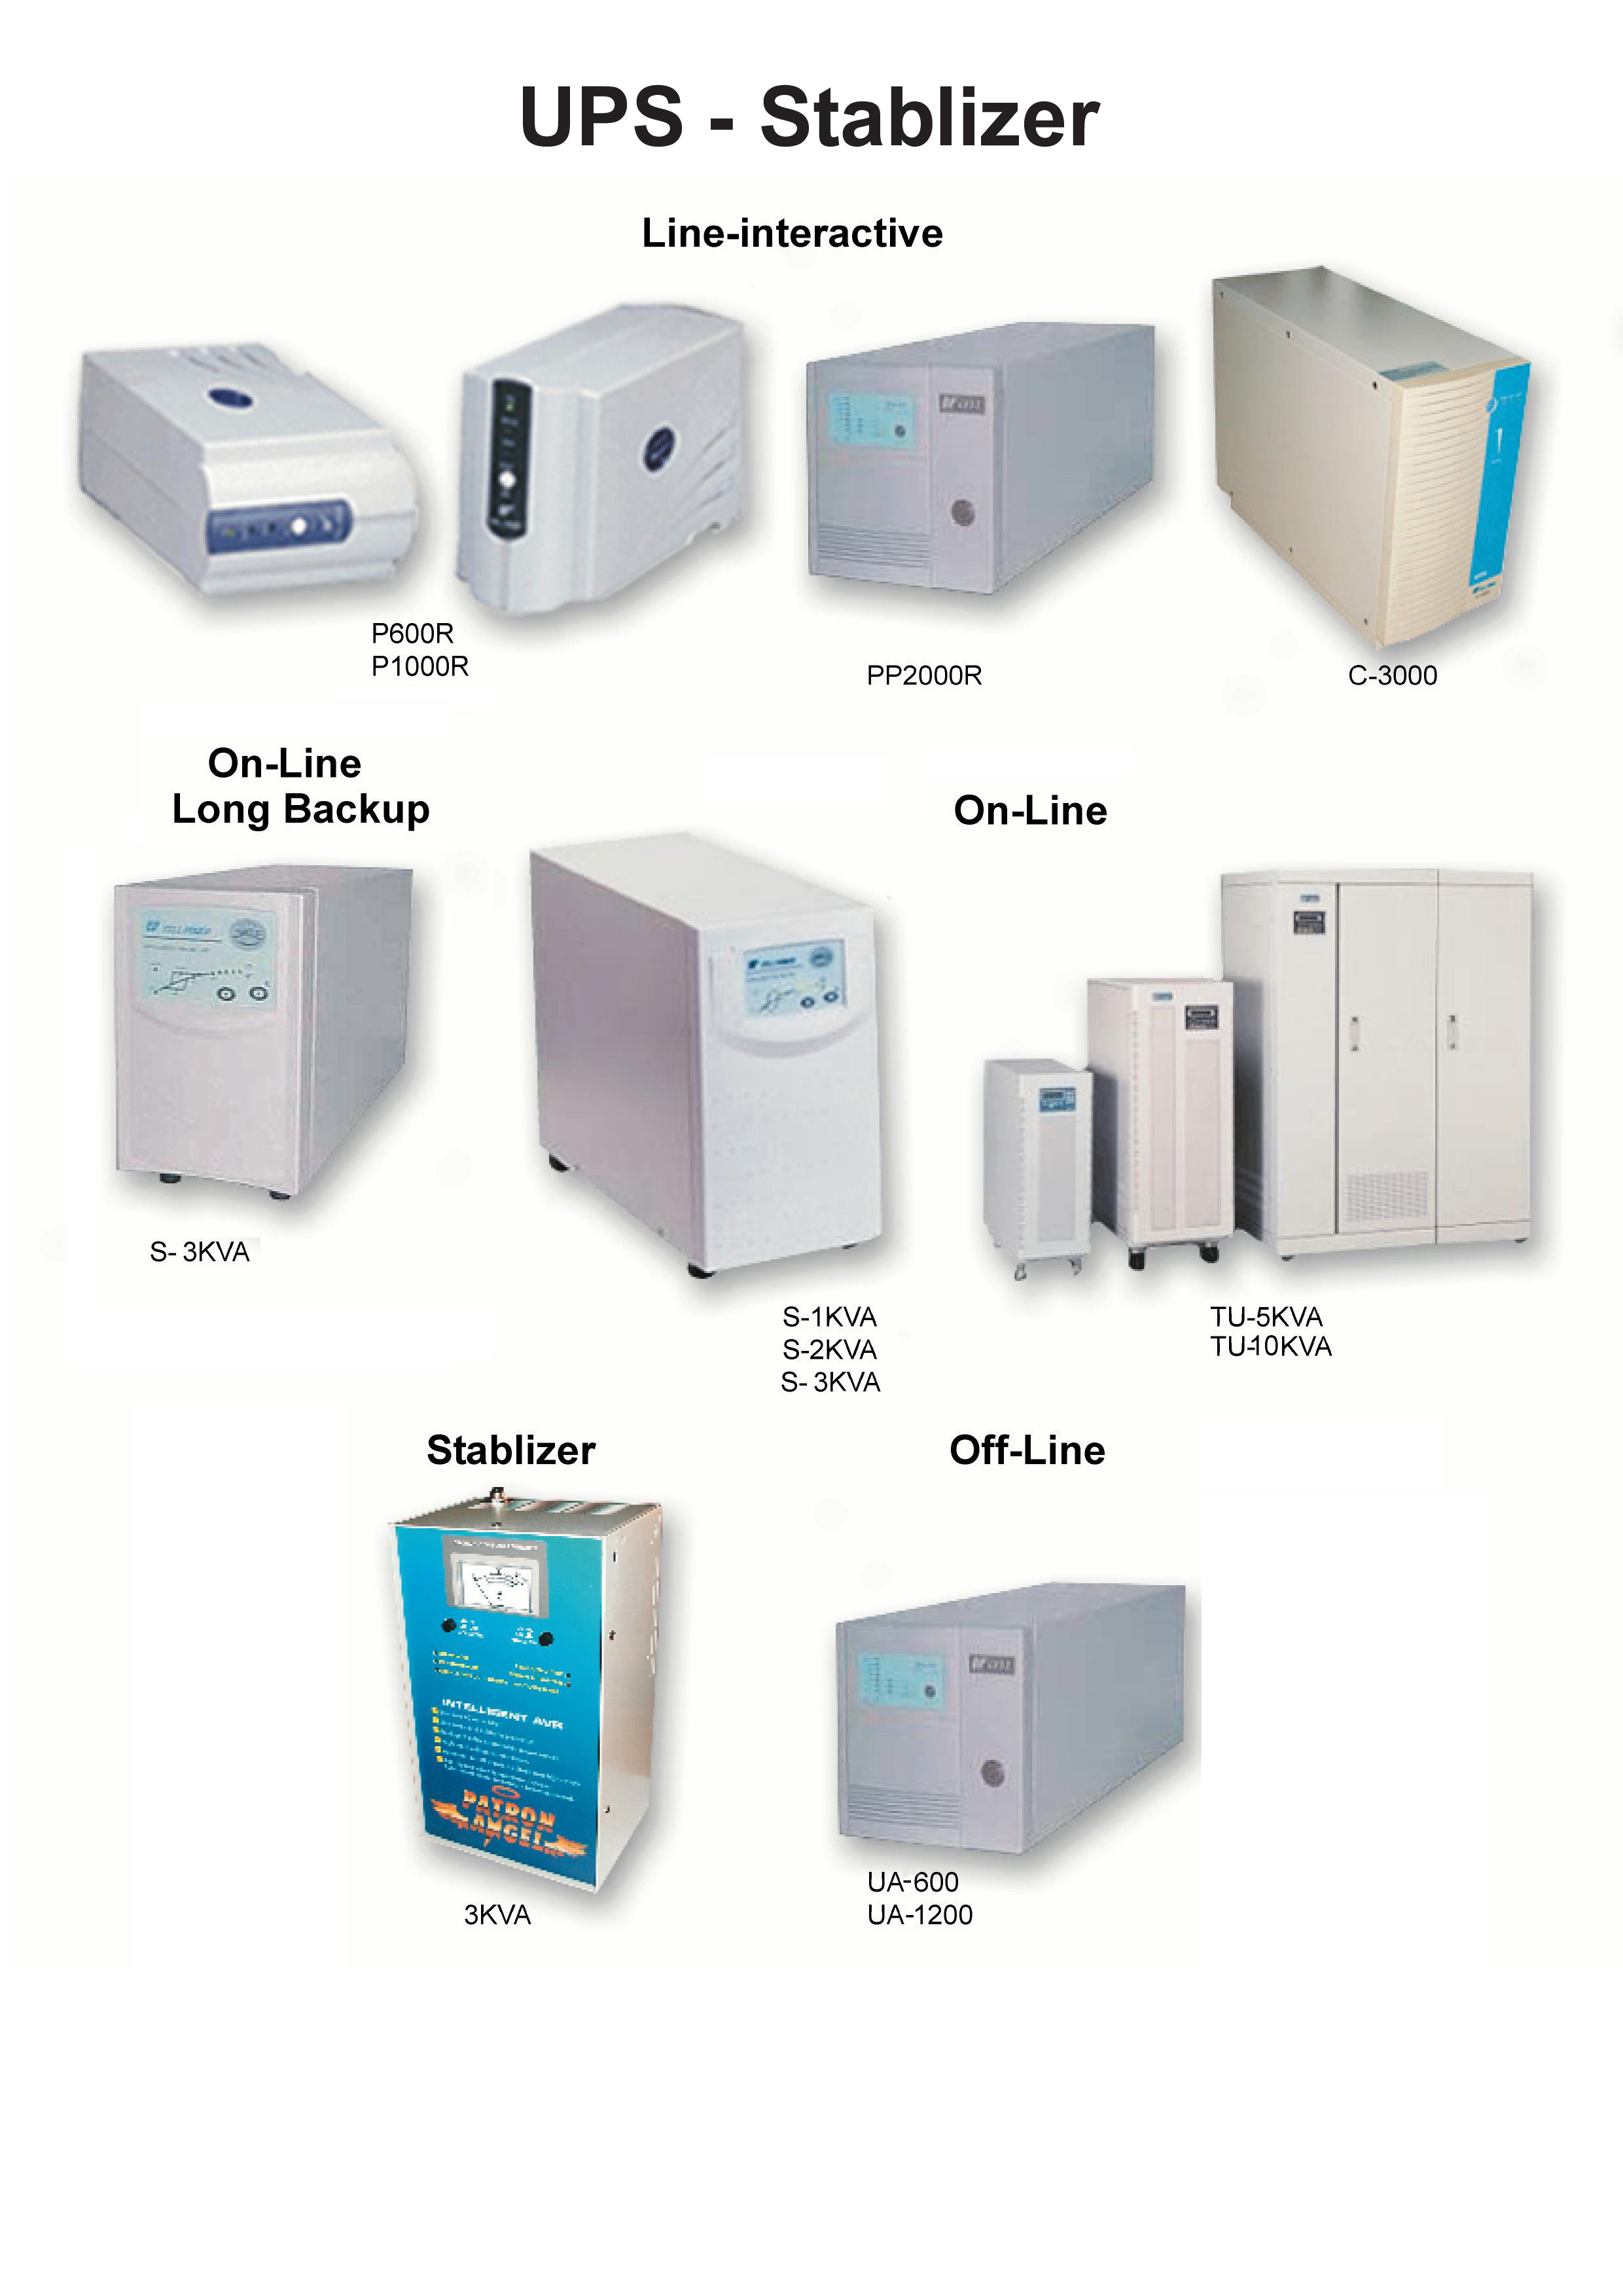 UPS - Stablizer
Line-interactive
P600R
P1000R
PP2000R
C-3000
On-Line
Long Backup
S- 3KVA
On-Line
S-1KVA
S-2KVA
S- 3KVA
TU-5KVA
TU-10KVA
Stablizer
INTELLIGENT AVR
PATRON
ANGEL
3KVA
Off-Line
UA-600
UA-1200